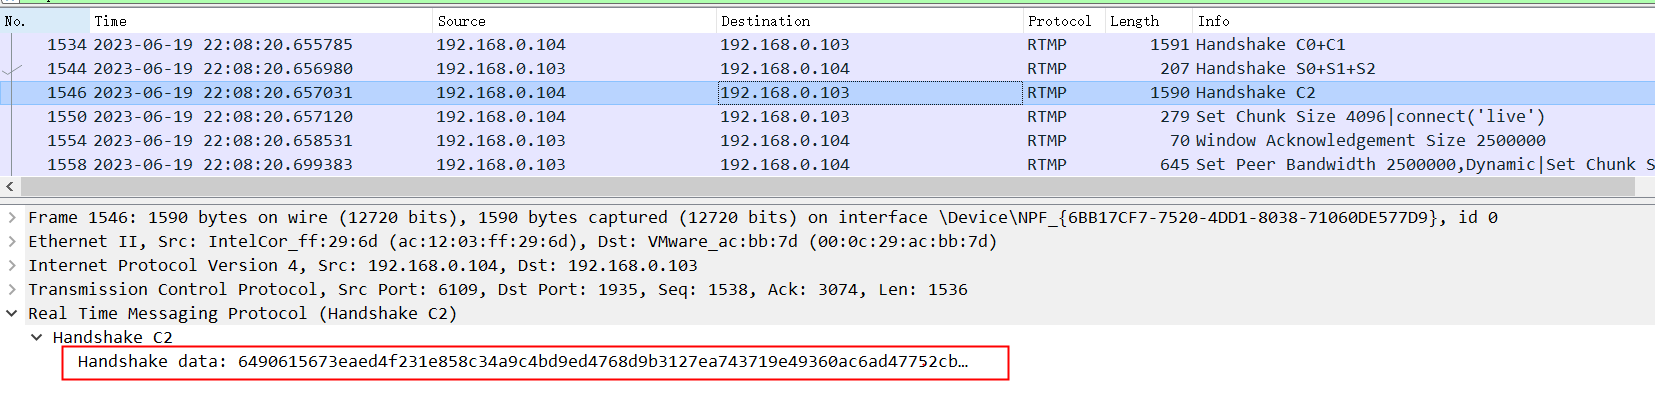 No. Time Source Destination Protocol Length Info
1534 2023-06-19 22:08:20.655785 192.168.0.104 192.168.0.103 RTMP 1591 Handshake C0+C1
1544 2023-06-19 22:08:20.656980 192.168.0.103 192.168.0.104 RTMP 207 Handshake S0+S1+S2
1546 2023-06-19 22:08:20.657031 192.168.0.104 192.168.0.103 RTMP 1590 Handshake C2
1550 2023-06-19 22:08:20.657120 192.168.0.104 192.168.0.103 RTMP 279 Set Chunk Size 4096|connect('live')
1554 2023-06-19 22:08:20.658531 192.168.0.103 192.168.0.104 RTMP 70 Window Acknowledgement Size 2500000
1558 2023-06-19 22:08:20.699383 192.168.0.103 192.168.0.104 RTMP 645 Set Peer Bandwidth 2500000,Dynamic|Set Chunk S
Frame 1546: 1590 bytes on wire (12720 bits), 1590 bytes captured (12720 bits) on interface \Device\NPF_{6BB17CF7-7520-4DD1-8038-71060DE577D9}, id 0
Ethernet II, Src: IntelCor_ff:29:6d (ac:12:03:ff:29:6d), Dst: VMware_ac:bb:7d (00:0c:29:ac:bb:7d)
Internet Protocol Version 4, Src: 192.168.0.104, Dst: 192.168.0.103
Transmission Control Protocol, Src Port: 6109, Dst Port: 1935, Seq: 1538, Ack: 3074, Len: 1536
Real Time Messaging Protocol (Handshake C2)
Handshake C2
Handshake data: 6490615673eaed4f231e858c34a9c4bd9ed4768d9b3127ea743719e49360ac6ad47752cb…